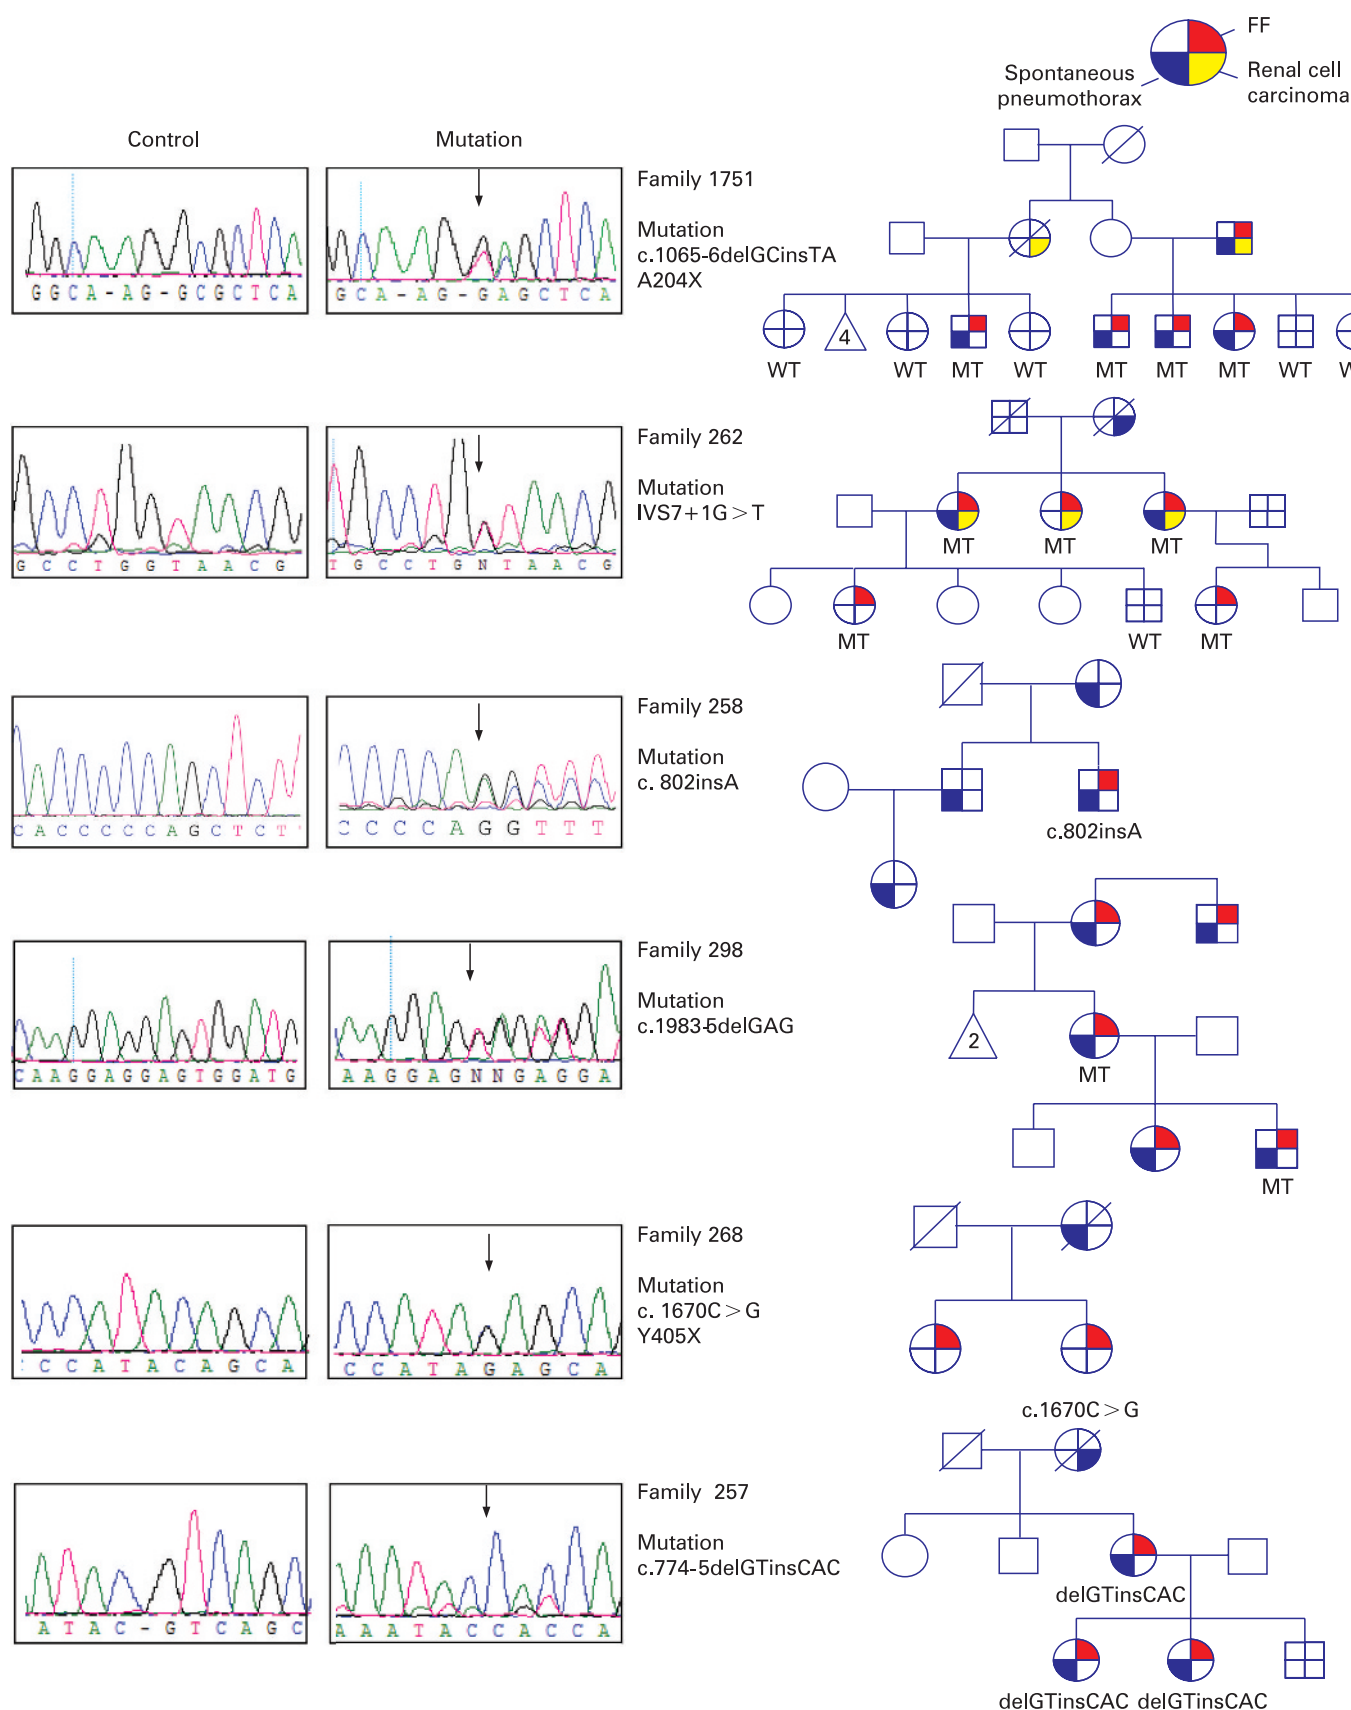 FF
Spontaneous
pneumothorax
Renal cell
carcinoma
Control
Mutation
GGCA-AG-GCGCTCA
GCA-AG-GAGCTCA
Family 1751
Mutation
c.1065-6delGCinsTA
A204X
4
WT
WT
MT
WT
MT
MT
MT
WT
GCCTGGTAACG
TGCCTGNTAACG
Family 262
Mutation
IVS7+1G>T
MT
MT
MT
MT
WT
MT
CACCCCCAGCTCT
CCCCAGGTTT
Family 258
Mutation
c. 802insA
c.802insA
CAAGGAGGAGTGGATG
AAGGAGNNGAGGA
Family 298
Mutation
c.1983-5delGAG
2
MT
MT
CCATACAGCA
CCATAGAGCA
Family 268
Mutation
c. 1670C>G
Y405X
c.1670C>G
ATAC-GTCAGC
AAATACCACCA
Family 257
Mutation
c.774-5delGTinsCAC
delGTinsCAC
delGTinsCAC delGTinsCAC